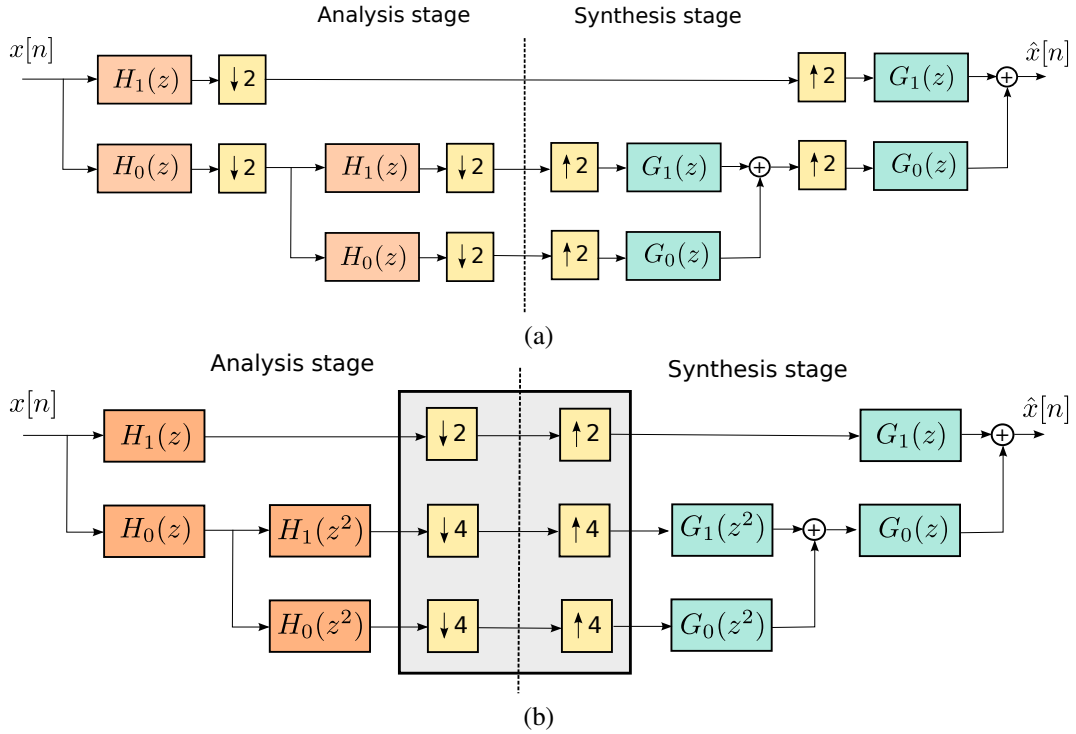 Analysis stage
Synthesis stage
x[n]
H₁(z)
↓2
↑2
G₁(z)
+
x̂[n]
H₀(z)
↓2
H₁(z)
↓2
↑2
G₁(z)
+
↑2
G₀(z)
H₀(z)
↓2
↑2
G₀(z)
(a)
Analysis stage
Synthesis stage
x[n]
H₁(z)
↓2
↑2
G₁(z)
+
x̂[n]
H₀(z)
H₁(z²)
↓4
↑4
G₁(z²)
+
G₀(z)
H₀(z²)
↓4
↑4
G₀(z²)
(b)